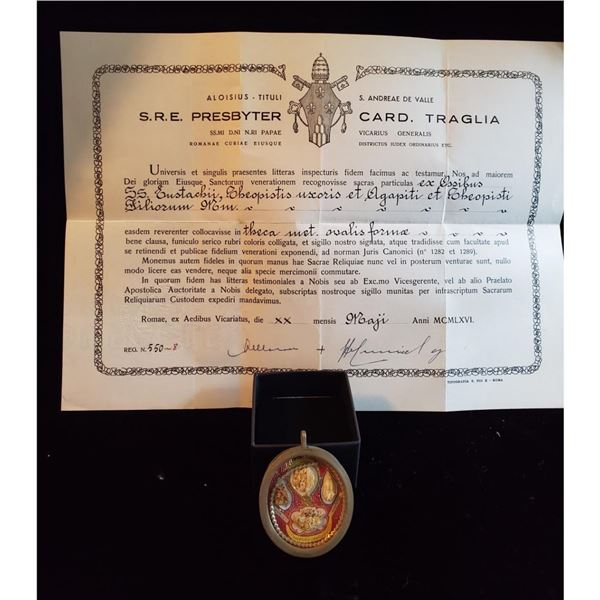 ALOISIUS - TITULI S. ANDREAE DE VALLE
S.R.E. PRESBYTER CARD. TRAGLIA
SS.MI D.NI N.RI PAPAE VICARIUS GENERALIS
ROMANAE CURIAE EIUSQUE DISTRICTUS IUDEX ORDINARIUS ETC.
Universis et singulis praesentes litteras inspecturis fidem facimus ac testamur. Nos ad maiorem
Dei gloriam Eiusque Sanctorum venerationem recognovisse sacras particulas ex Ossibus
SS. Eustachii, Theopistis uxoris et Agapiti et Theopisti
Filiorum Mm.
easdem reverenter collocavisse in theca met. ovalis formae
bene clausa, funiculo serico rubri coloris colligata, et sigillo nostro signata, atque tradidisse cum facultate apud
se retinendi et publicae fidelium venerationi exponendi, ad normam Juris Canonici (nº 1282 et 1289).
Monemus autem fideles in quorum manus hae Sacrae Reliquiae nunc vel in posterum venturae sunt, nullo
modo licere eas vendere, neque alia specie mercimonii commutare.
In quorum fidem has litteras testimoniales a Nobis seu ab Exc.mo Vicesgerente, vel ab alio Praelato
Apostolica Auctoritate a Nobis delegato, subscriptas nostroque sigillo munitas per infrascriptum Sacrarum
Reliquiarum Custodem expediri mandavimus.
Romae, ex Aedibus Vicariatus, die XX mensis Maji Anni MCMLXVI.
REG. N. 550-8
TIPOGRAFIA S. PIO X - ROMA